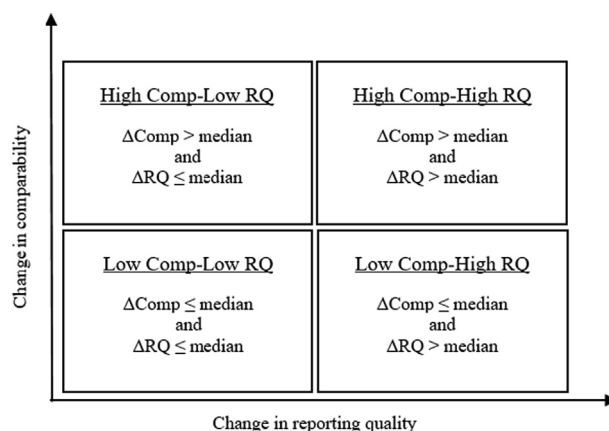 Change in comparability
High Comp-Low RQ
ΔComp > median
and
ΔRQ ≤ median
High Comp-High RQ
ΔComp > median
and
ΔRQ > median
Low Comp-Low RQ
ΔComp ≤ median
and
ΔRQ ≤ median
Low Comp-High RQ
ΔComp ≤ median
and
ΔRQ > median
Change in reporting quality